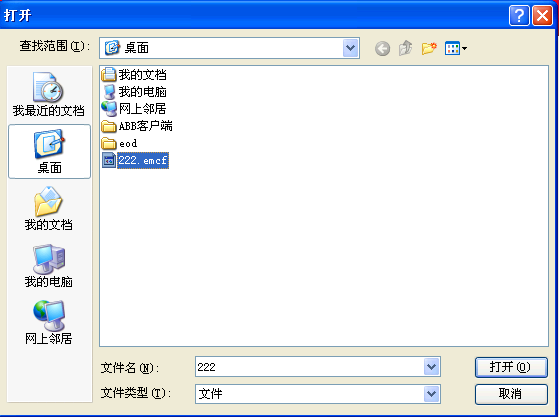 打开
查找范围(I):
桌面
我最近的文档
桌面
我的文档
我的电脑
网上邻居
我的文档
我的电脑
网上邻居
ABB客户端
eod
222.emcf
文件名(N):
222
打开(O)
文件类型(T):
文件
取消